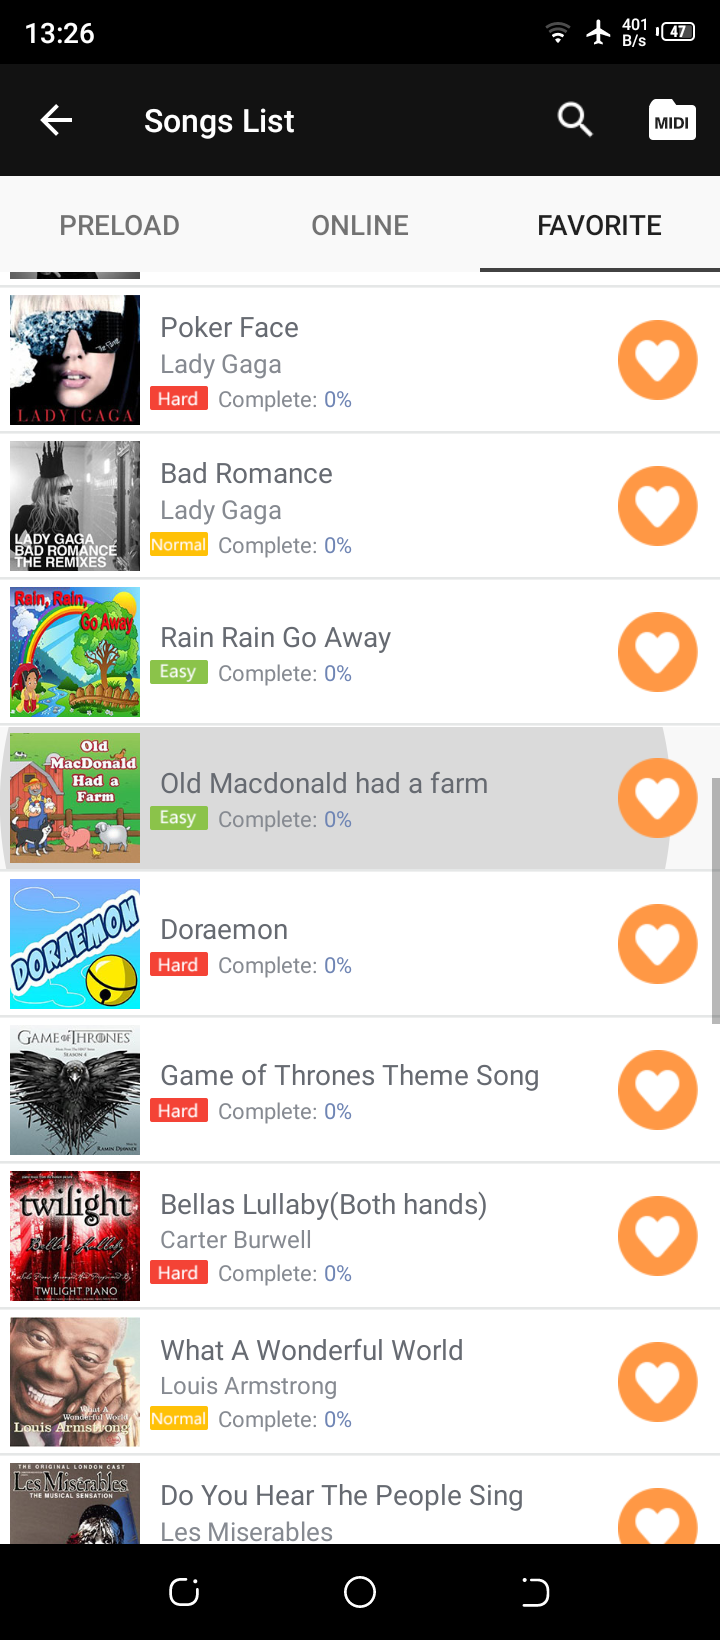 13:26
401
B/s
47
Songs List
MIDI
PRELOAD
ONLINE
FAVORITE
LADY GAGA
Poker Face
Lady Gaga
Hard Complete: 0%
LADY GAGA
BAD ROMANCE
THE REMIXES
Bad Romance
Lady Gaga
Normal Complete: 0%
Rain, Rain,
Go Away
Rain Rain Go Away
Easy Complete: 0%
Old
MacDonald
Had a
Farm
Old Macdonald had a farm
Easy Complete: 0%
DORAEMON
Doraemon
Hard Complete: 0%
GAME OF THRONES
SEASON 4
RAMIN DJAWADI
Game of Thrones Theme Song
Hard Complete: 0%
twilight
Bella's Lullaby
TWILIGHT PIANO
Bellas Lullaby(Both hands)
Carter Burwell
Hard Complete: 0%
What A
Wonderful World
Louis Armstrong
What A Wonderful World
Louis Armstrong
Normal Complete: 0%
THE ORIGINAL LONDON CAST
Les Misérables
THE MUSICAL SENSATION
Do You Hear The People Sing
Les Miserables